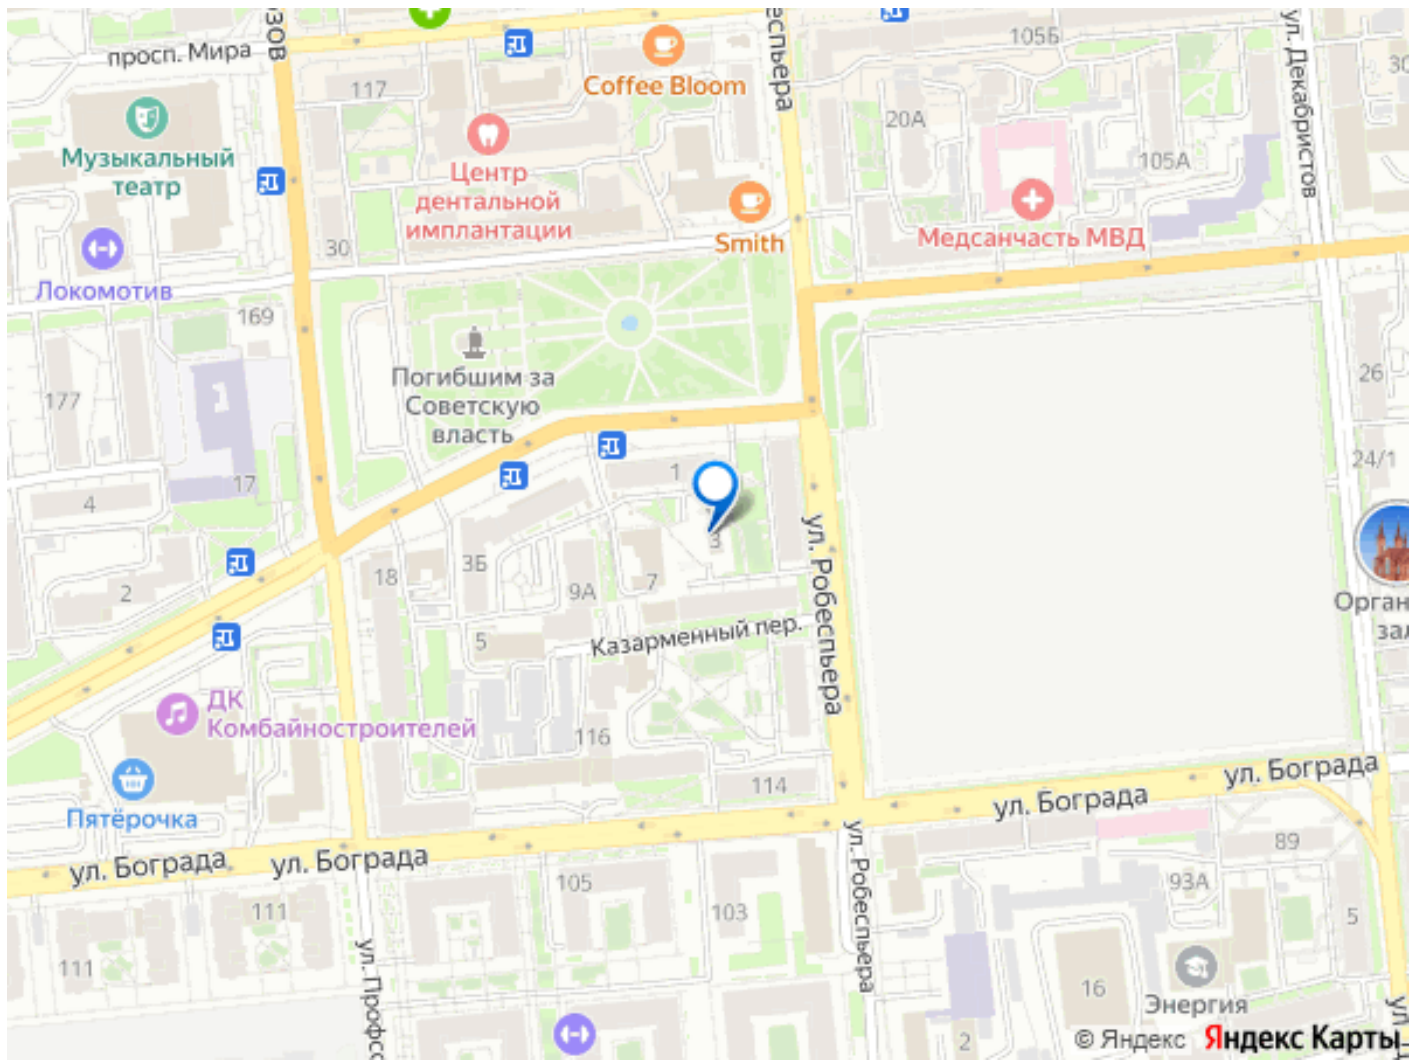 просп. Мира
117
Coffee Bloom
105Б
30
ул. Декабристов
20А
Музыкальный
театр
Центр
дентальной
имплантации
105А
Smith
Медсанчасть МВД
30
Локомотив
169
Погибшим за
Советскую
власть
177
26
1
24/1
17
4
3
ул. Робеспьера
18
3Б
7
9А
2
Казарменный пер.
5
ДК
Комбайностроителей
116
114
ул. Бограда
ул. Бограда
Пятёрочка
ул. Бограда
ул. Бограда
ул. Робеспьера
89
105
93А
111
103
5
111
16
Энергия
2
© Яндекс Яндекс Карты